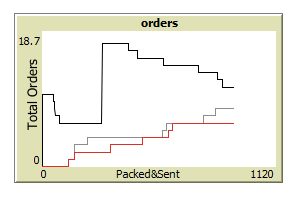 orders
18.7
Total Orders
0
0
Packed&Sent
1120